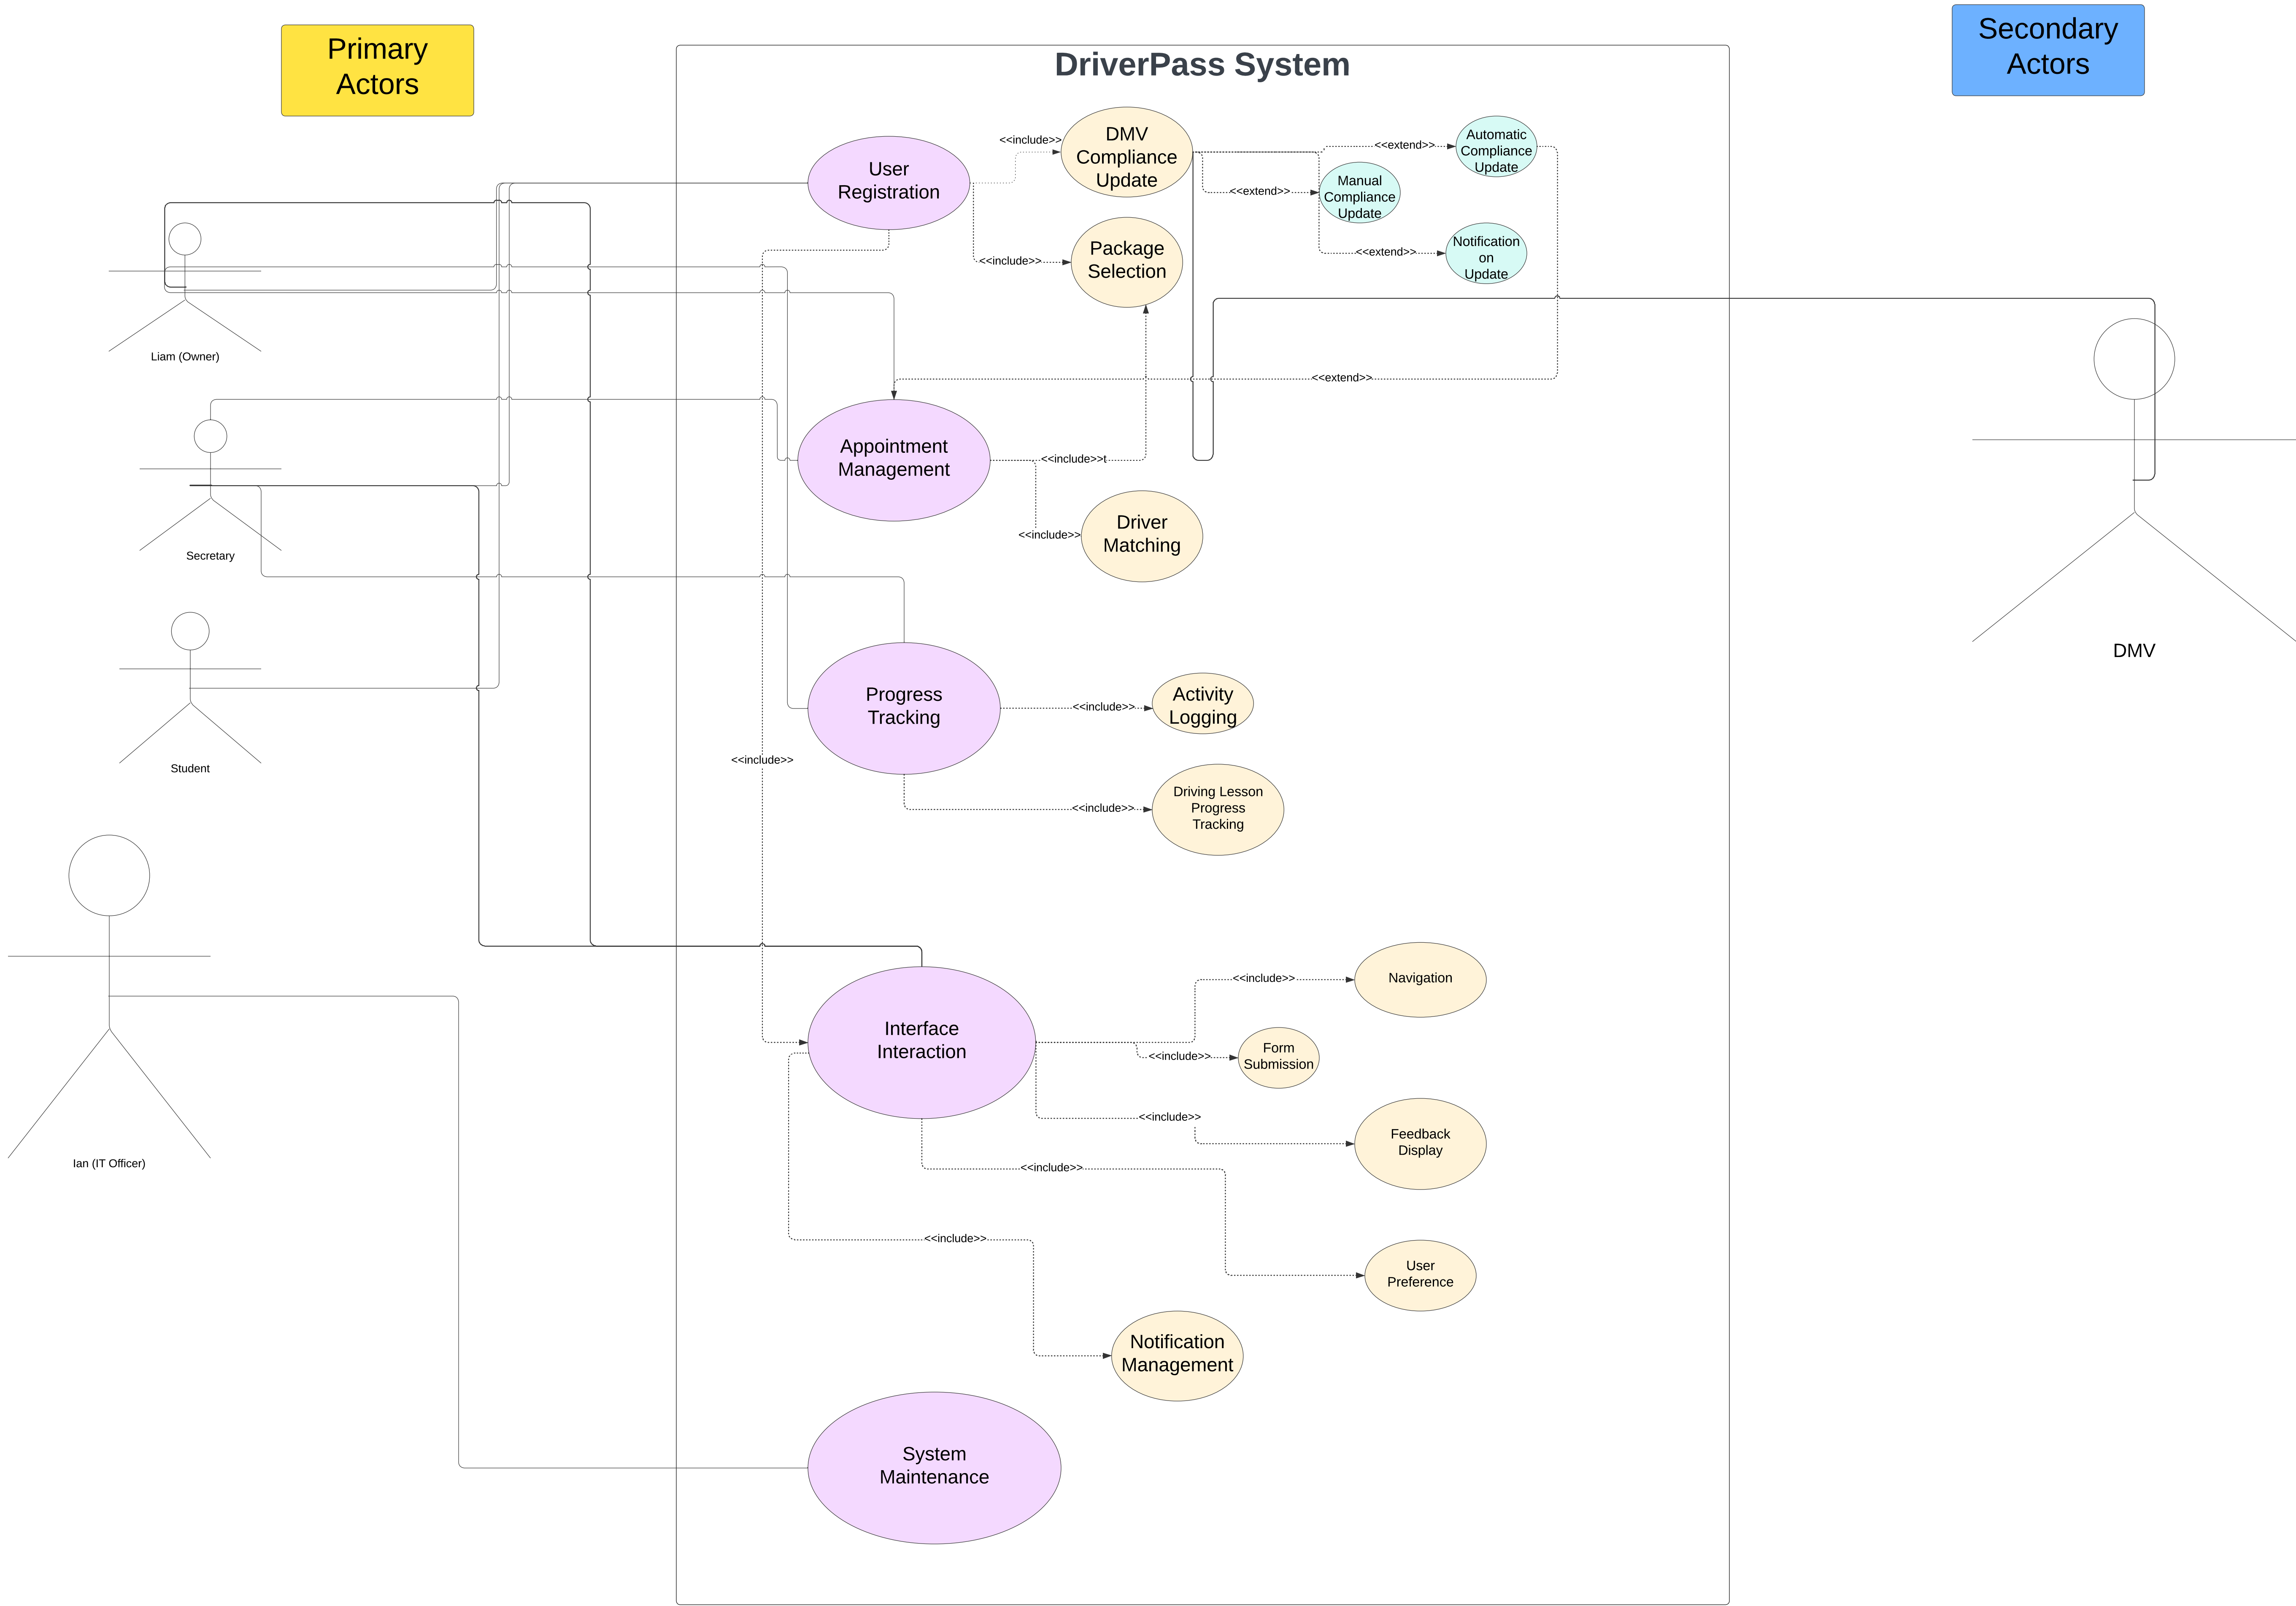 Primary
Actors
DriverPass System
Secondary
Actors
User
Registration
<<include>>
DMV
Compliance
Update
<<extend>>
Automatic
Compliance
Update
<<extend>>
Manual
Compliance
Update
<<include>>
Package
Selection
<<extend>>
Notification
on
Update
Liam (Owner)
<<extend>>
Appointment
Management
<<include>>t
Secretary
<<include>>
Driver
Matching
DMV
Student
Progress
Tracking
<<include>>
Activity
Logging
<<include>>
<<include>>
Driving Lesson
Progress
Tracking
Ian (IT Officer)
Interface
Interaction
<<include>>
Navigation
<<include>>
Form
Submission
<<include>>
Feedback
Display
<<include>>
User
Preference
<<include>>
Notification
Management
System
Maintenance